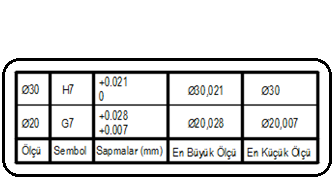 Ø30 H7 +0.021 0 Ø30,021 Ø30
Ø20 G7 +0.028 +0.007 Ø20,028 Ø20,007
Ölçü Sembol Sapmalar (mm) En Büyük Ölçü En Küçük Ölçü